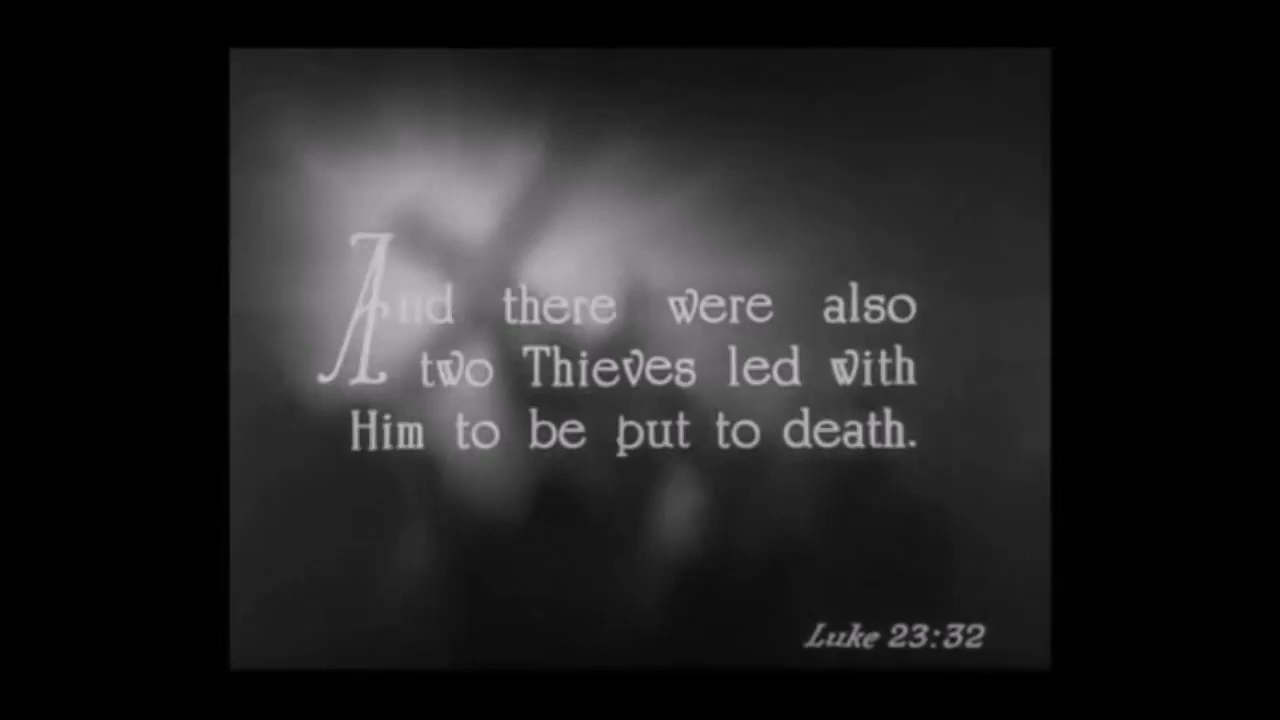 And there were also
two Thieves led with
Him to be put to death.
Luke 23:32